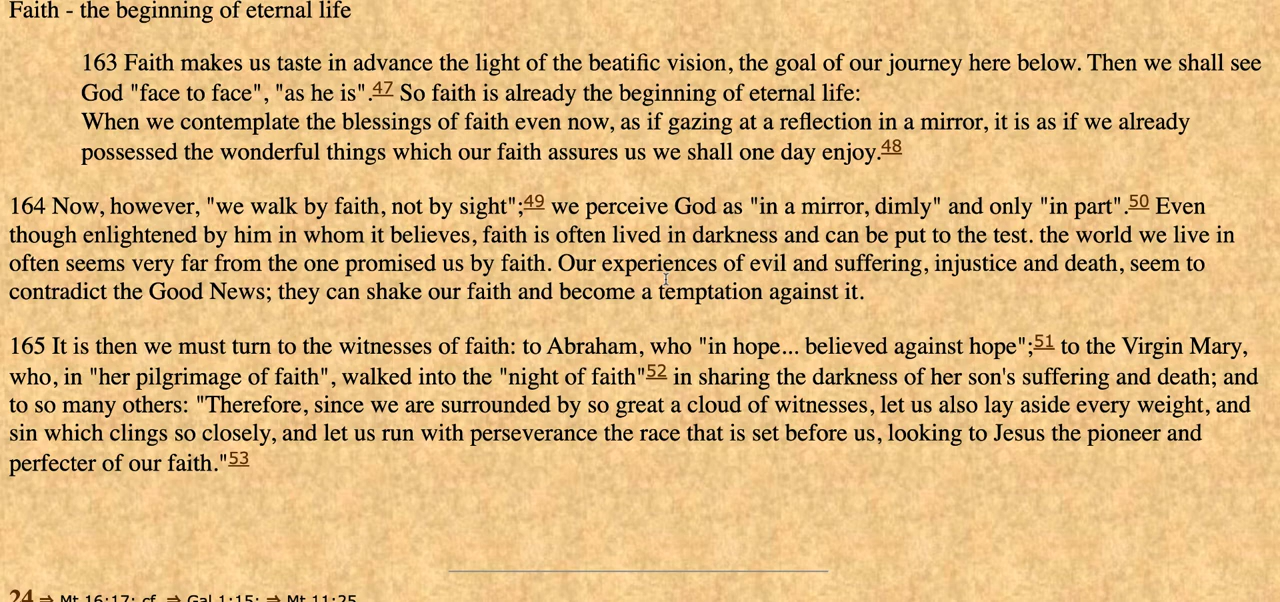 Faith - the beginning of eternal life
163 Faith makes us taste in advance the light of the beatific vision, the goal of our journey here below. Then we shall see
God "face to face", "as he is".47 So faith is already the beginning of eternal life:
When we contemplate the blessings of faith even now, as if gazing at a reflection in a mirror, it is as if we already
possessed the wonderful things which our faith assures us we shall one day enjoy.48
164 Now, however, "we walk by faith, not by sight";49 we perceive God as "in a mirror, dimly" and only "in part".50 Even
though enlightened by him in whom it believes, faith is often lived in darkness and can be put to the test. the world we live in
often seems very far from the one promised us by faith. Our experiences of evil and suffering, injustice and death, seem to
contradict the Good News; they can shake our faith and become a temptation against it.
165 It is then we must turn to the witnesses of faith: to Abraham, who "in hope... believed against hope";51 to the Virgin Mary,
who, in "her pilgrimage of faith", walked into the "night of faith"52 in sharing the darkness of her son's suffering and death; and
to so many others: "Therefore, since we are surrounded by so great a cloud of witnesses, let us also lay aside every weight, and
sin which clings so closely, and let us run with perseverance the race that is set before us, looking to Jesus the pioneer and
perfecter of our faith."53
24 ⇒ Mt 16:17; cf. ⇒ Gal 1:15; ⇒ Mt 11:25